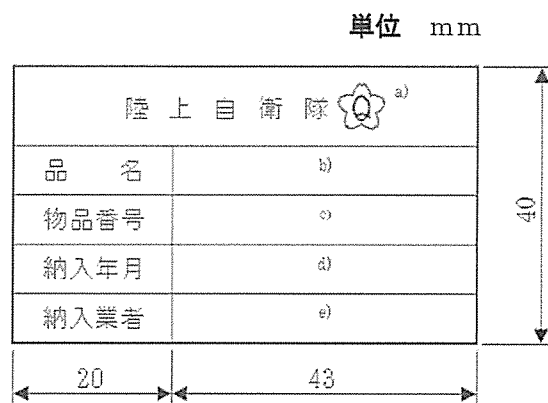 単位 mm
陸上自衛隊 Q a)
品名 b)
物品番号 c)
納入年月 d)
納入業者 e)
40
20 43